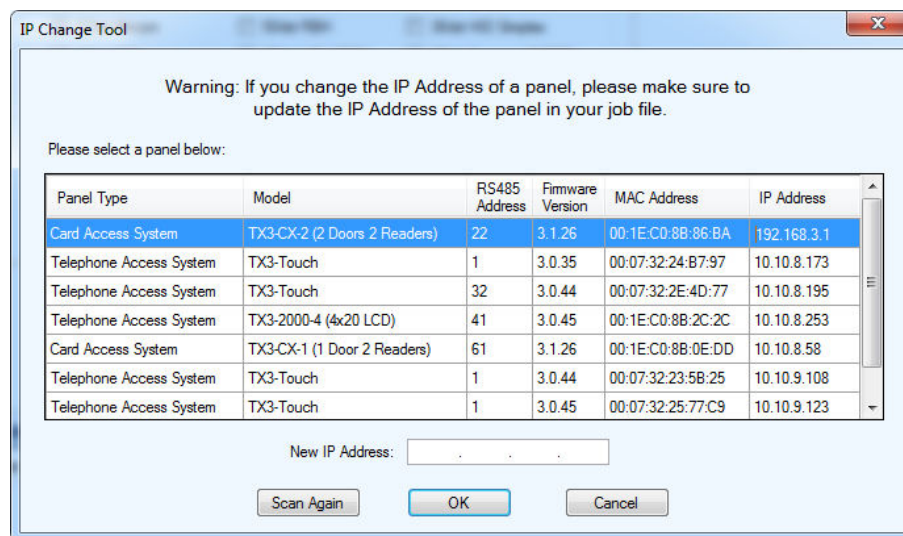 IP Change Tool
Warning: If you change the IP Address of a panel, please make sure to
update the IP Address of the panel in your job file.
Please select a panel below:
Panel Type Model RS485 Address Firmware Version MAC Address IP Address
Card Access System TX3-CX-2 (2 Doors 2 Readers) 22 3.1.26 00:1E:C0:8B:86:BA 192.168.3.1
Telephone Access System TX3-Touch 1 3.0.35 00:07:32:24:B7:97 10.10.8.173
Telephone Access System TX3-Touch 32 3.0.44 00:07:32:2E:4D:77 10.10.8.195
Telephone Access System TX3-2000-4 (4x20 LCD) 41 3.0.45 00:1E:C0:8B:2C:2C 10.10.8.253
Card Access System TX3-CX-1 (1 Door 2 Readers) 61 3.1.26 00:1E:C0:8B:0E:DD 10.10.8.58
Telephone Access System TX3-Touch 1 3.0.44 00:07:32:23:5B:25 10.10.9.108
Telephone Access System TX3-Touch 1 3.0.45 00:07:32:25:77:C9 10.10.9.123
New IP Address: . . .
Scan Again OK Cancel